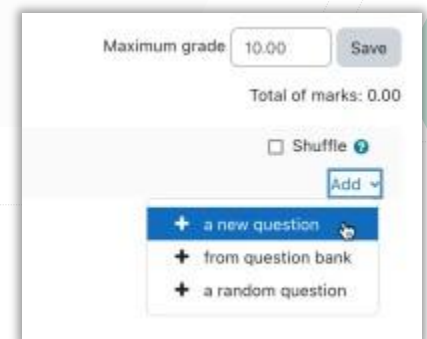 Maximum grade 10.00 Save
Total of marks: 0.00
Shuffle
Add
+ a new question
+ from question bank
+ a random question